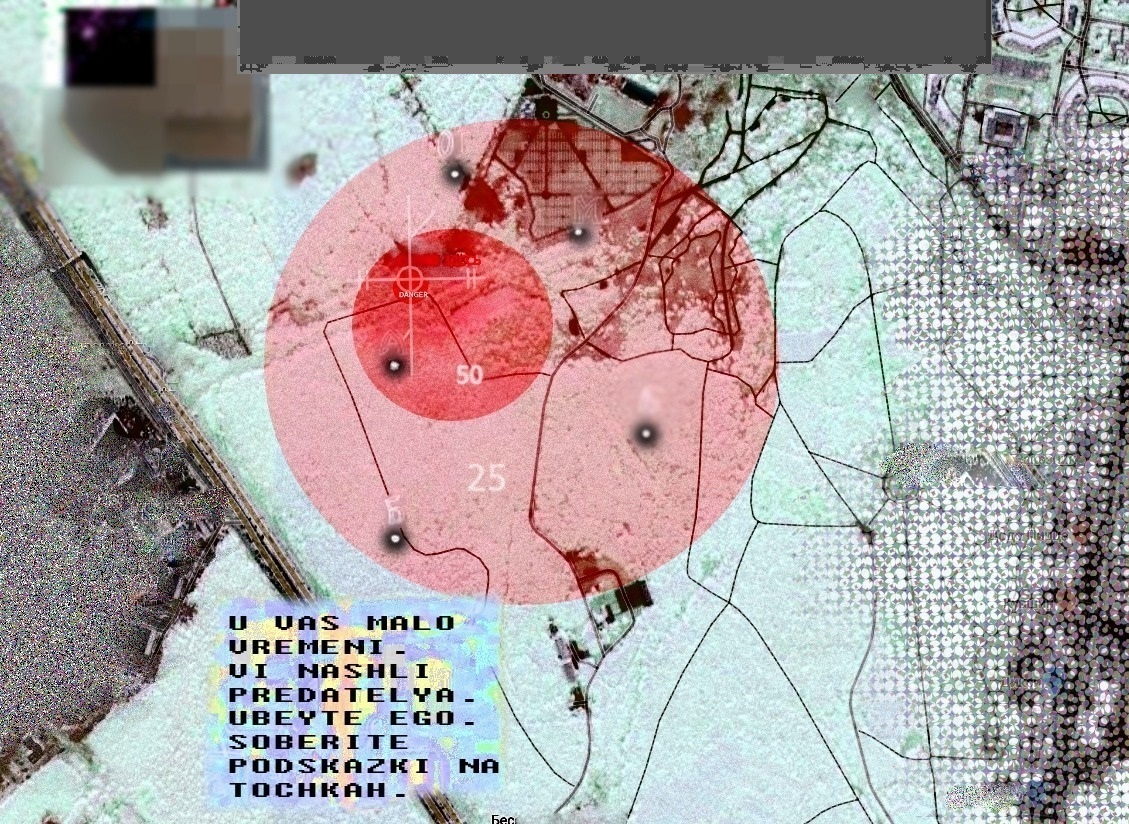 DANGER
50
25
U VAS MALO
VREMENI.
VI NASHLI
PREDATELYA.
UBEYTE EGO.
SOBERITE
PODSKAZKI NA
TOCHKAH.